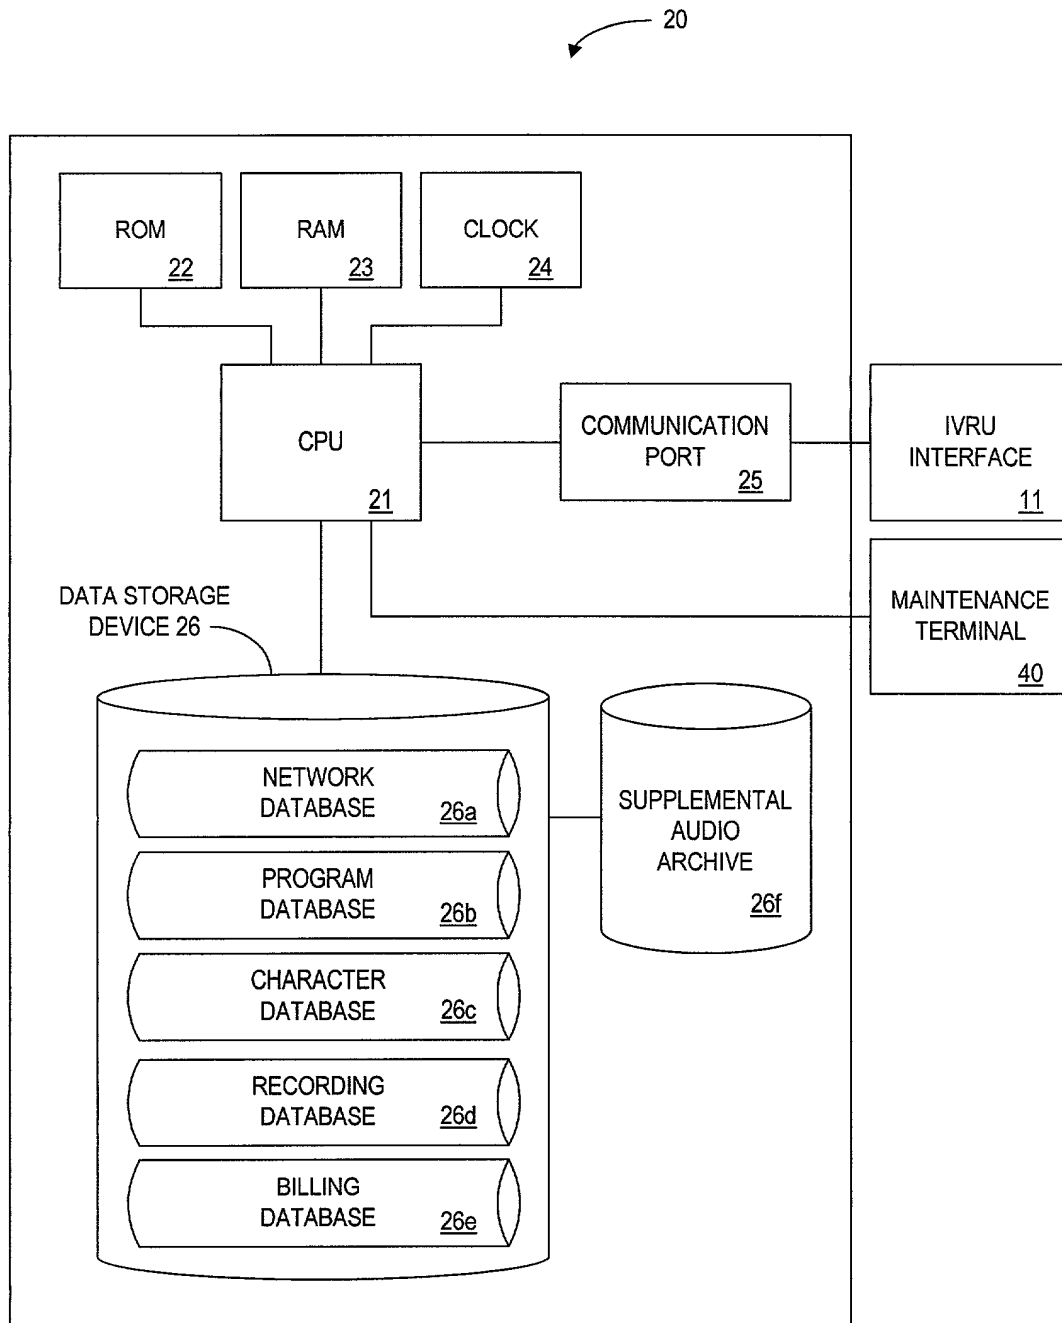 20
ROM
22
RAM
23
CLOCK
24
CPU
21
COMMUNICATION
PORT
25
IVRU
INTERFACE
11
MAINTENANCE
TERMINAL
40
DATA STORAGE
DEVICE 26
NETWORK
DATABASE
26a
PROGRAM
DATABASE
26b
CHARACTER
DATABASE
26c
RECORDING
DATABASE
26d
BILLING
DATABASE
26e
SUPPLEMENTAL
AUDIO
ARCHIVE
26f